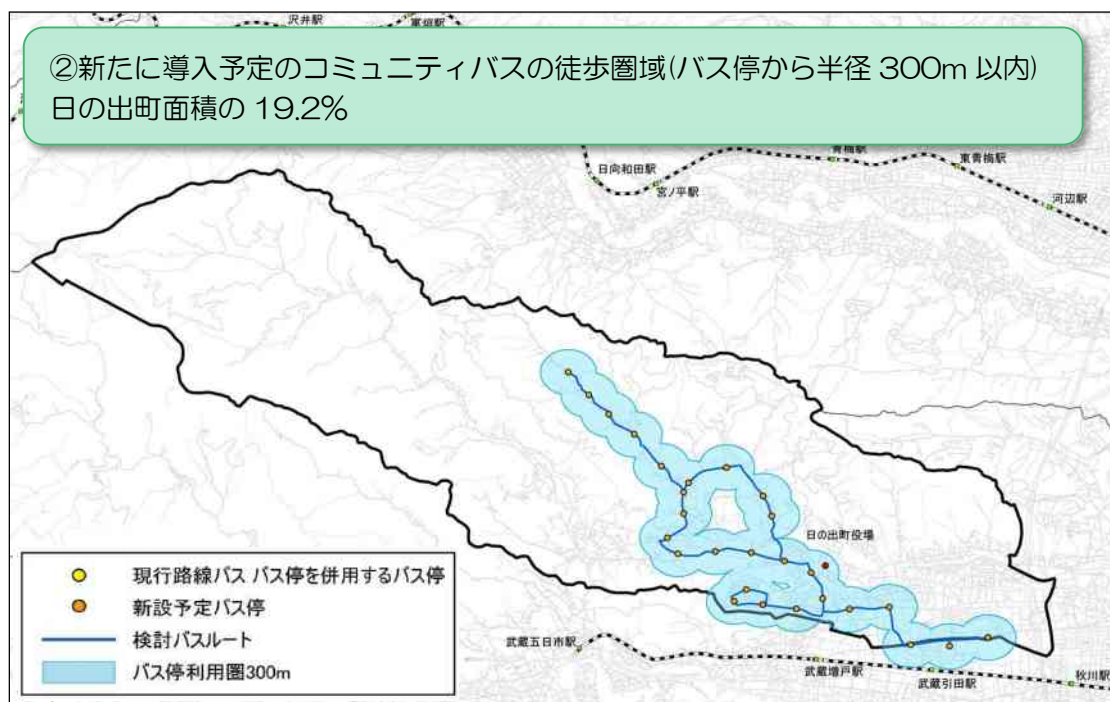 沢井駅
軍畑駅
②新たに導入予定のコミュニティバスの徒歩圏域(バス停から半径 300m 以内)
日の出町面積の 19.2%
青梅駅
東青梅駅
日向和田駅
宮ノ平駅
河辺駅
日の出町役場
現行路線バス バス停を併用するバス停
新設予定バス停
検討バスルート
バス停利用圏300m
武蔵五日市駅
武蔵増戸駅
武蔵引田駅
秋川駅